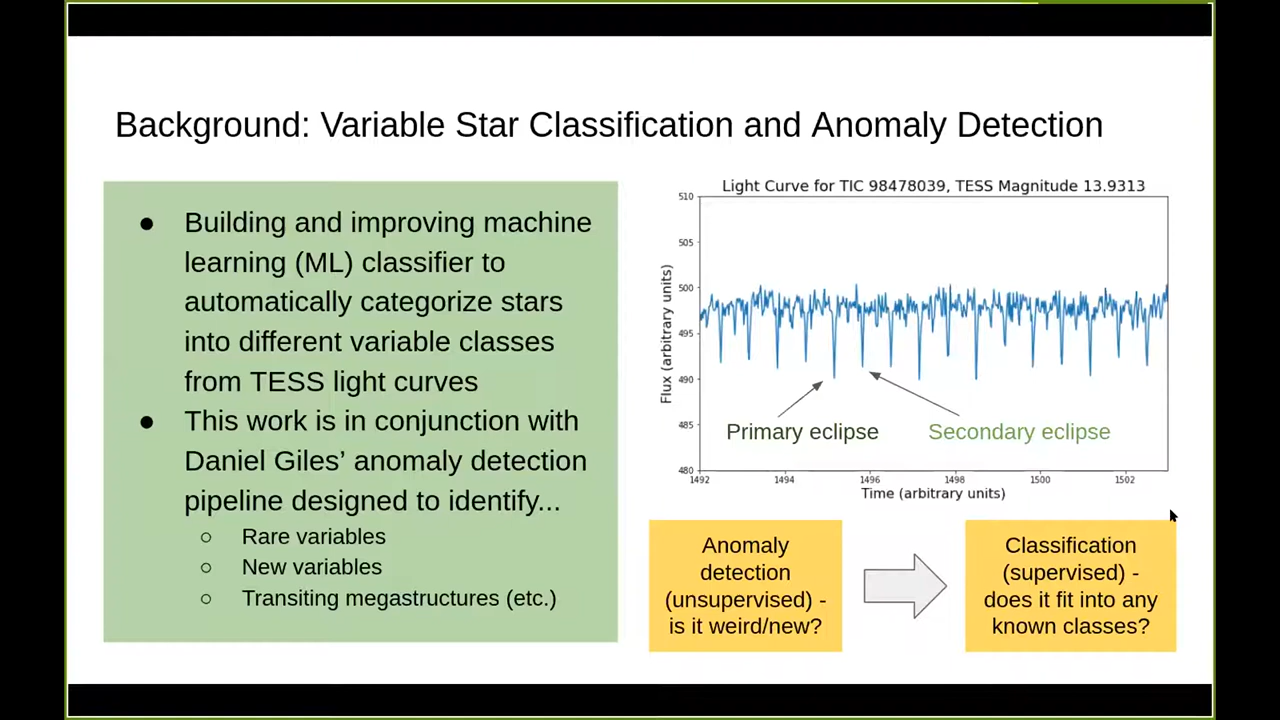 Background: Variable Star Classification and Anomaly Detection
● Building and improving machine
learning (ML) classifier to
automatically categorize stars
into different variable classes
from TESS light curves
● This work is in conjunction with
Daniel Giles’ anomaly detection
pipeline designed to identify...
○ Rare variables
○ New variables
○ Transiting megastructures (etc.)
Light Curve for TIC 98478039, TESS Magnitude 13.9313
510
505
500
495
490
485
480
Flux (arbitrary units)
Primary eclipse
Secondary eclipse
1492 1494 1496 1498 1500 1502
Time (arbitrary units)
Anomaly
detection
(unsupervised) -
is it weird/new?
Classification
(supervised) -
does it fit into any
known classes?